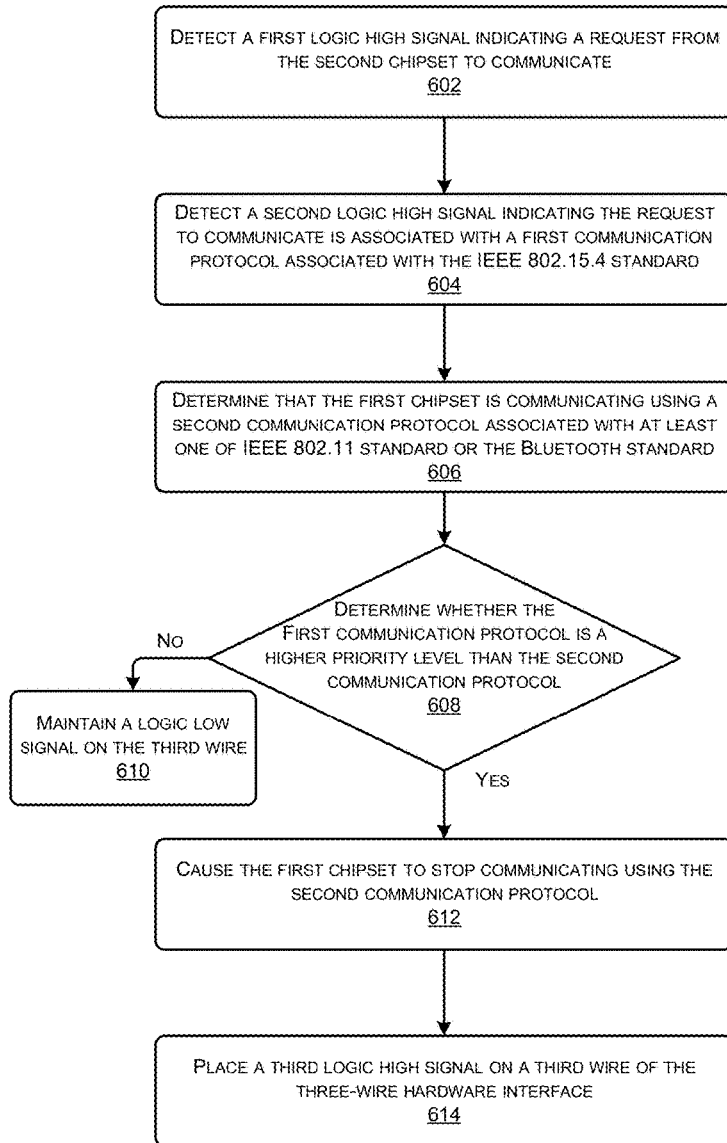 DETECT A FIRST LOGIC HIGH SIGNAL INDICATING A REQUEST FROM
THE SECOND CHIPSET TO COMMUNICATE
602
DETECT A SECOND LOGIC HIGH SIGNAL INDICATING THE REQUEST
TO COMMUNICATE IS ASSOCIATED WITH A FIRST COMMUNICATION
PROTOCOL ASSOCIATED WITH THE IEEE 802.15.4 STANDARD
604
DETERMINE THAT THE FIRST CHIPSET IS COMMUNICATING USING A
SECOND COMMUNICATION PROTOCOL ASSOCIATED WITH AT LEAST
ONE OF IEEE 802.11 STANDARD OR THE BLUETOOTH STANDARD
606
DETERMINE WHETHER THE
FIRST COMMUNICATION PROTOCOL IS A
HIGHER PRIORITY LEVEL THAN THE SECOND
COMMUNICATION PROTOCOL
608
NO
MAINTAIN A LOGIC LOW
SIGNAL ON THE THIRD WIRE
610
YES
CAUSE THE FIRST CHIPSET TO STOP COMMUNICATING USING THE
SECOND COMMUNICATION PROTOCOL
612
PLACE A THIRD LOGIC HIGH SIGNAL ON A THIRD WIRE OF THE
THREE-WIRE HARDWARE INTERFACE
614